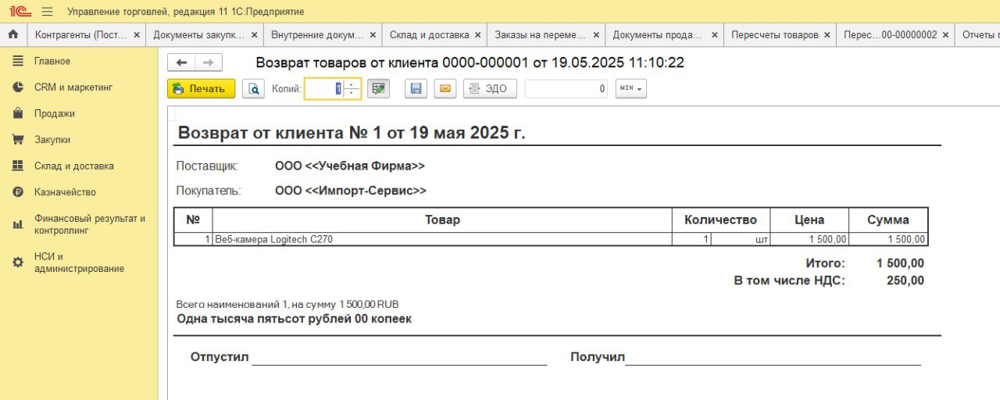 1С Управление торговлей, редакция 11 1С:Предприятие
Контрагенты (Пост... × Документы закупк... × Внутренние докум... × Склад и доставка × Заказы на переме... × Документы прода... × Пересчеты товаров × Перес....00-00000002 × Отчеты
Главное
CRM и маркетинг
Продажи
Закупки
Склад и доставка
Казначейство
Финансовый результат и
контроллинг
НСИ и
администрирование
Возврат товаров от клиента 0000-000001 от 19.05.2025 11:10:22
Печать Копий: 1 ЭДО 0 MIN
Возврат от клиента № 1 от 19 мая 2025 г.
Поставщик: ООО <<Учебная Фирма>>
Покупатель: ООО <<Импорт-Сервис>>
№ Товар Количество Цена Сумма
1 Веб-камера Logitech C270 1 шт 1 500,00 1 500,00
Итого: 1 500,00
В том числе НДС: 250,00
Всего наименований 1, на сумму 1 500,00 RUB
Одна тысяча пятьсот рублей 00 копеек
Отпустил Получил